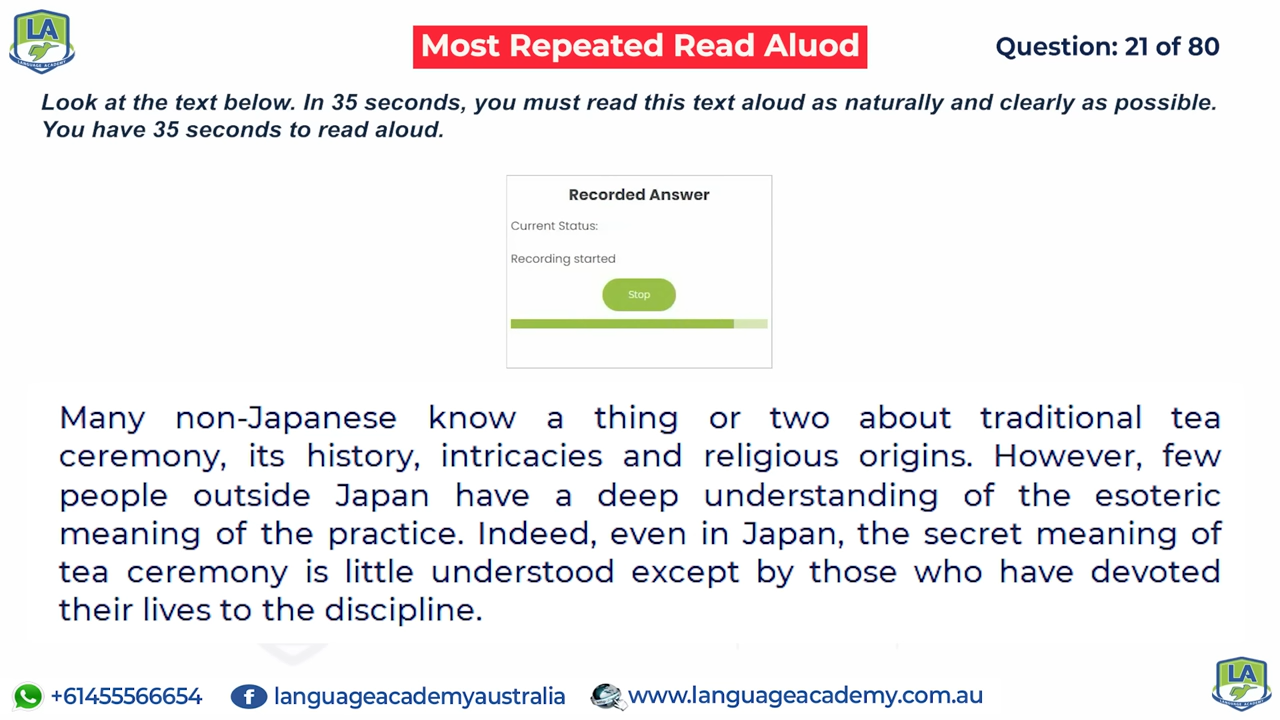 LA
LANGUAGE ACADEMY
Most Repeated Read Aluod
Question: 21 of 80
Look at the text below. In 35 seconds, you must read this text aloud as naturally and clearly as possible.
You have 35 seconds to read aloud.
Recorded Answer
Current Status:
Recording started
Stop
Many non-Japanese know a thing or two about traditional tea
ceremony, its history, intricacies and religious origins. However, few
people outside Japan have a deep understanding of the esoteric
meaning of the practice. Indeed, even in Japan, the secret meaning of
tea ceremony is little understood except by those who have devoted
their lives to the discipline.
+61455566654
languageacademyaustralia
www.languageacademy.com.au
LA
LANGUAGE ACADEMY